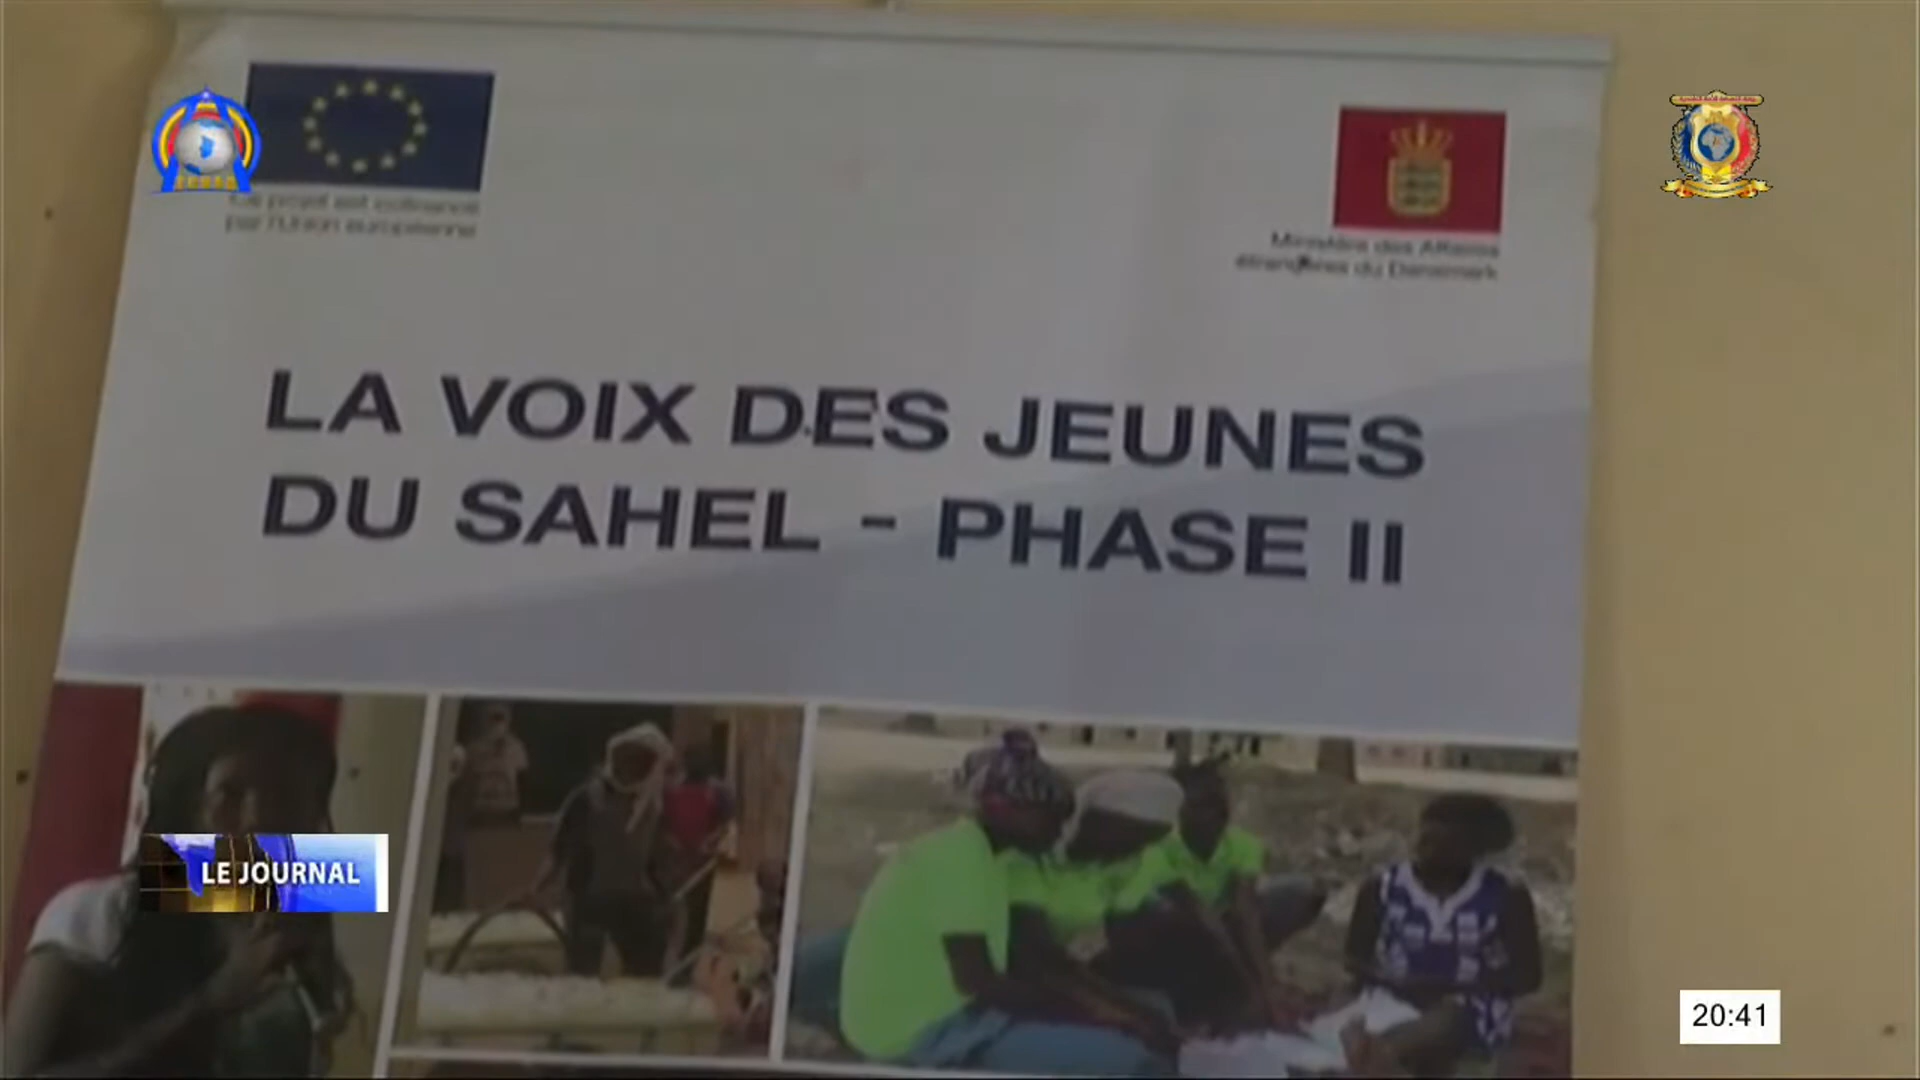 Ce projet est cofinancé
par l'Union européenne
Ministère des Affaires
étrangères du Danemark
LA VOIX DES JEUNES
DU SAHEL - PHASE II
LE JOURNAL
20:41